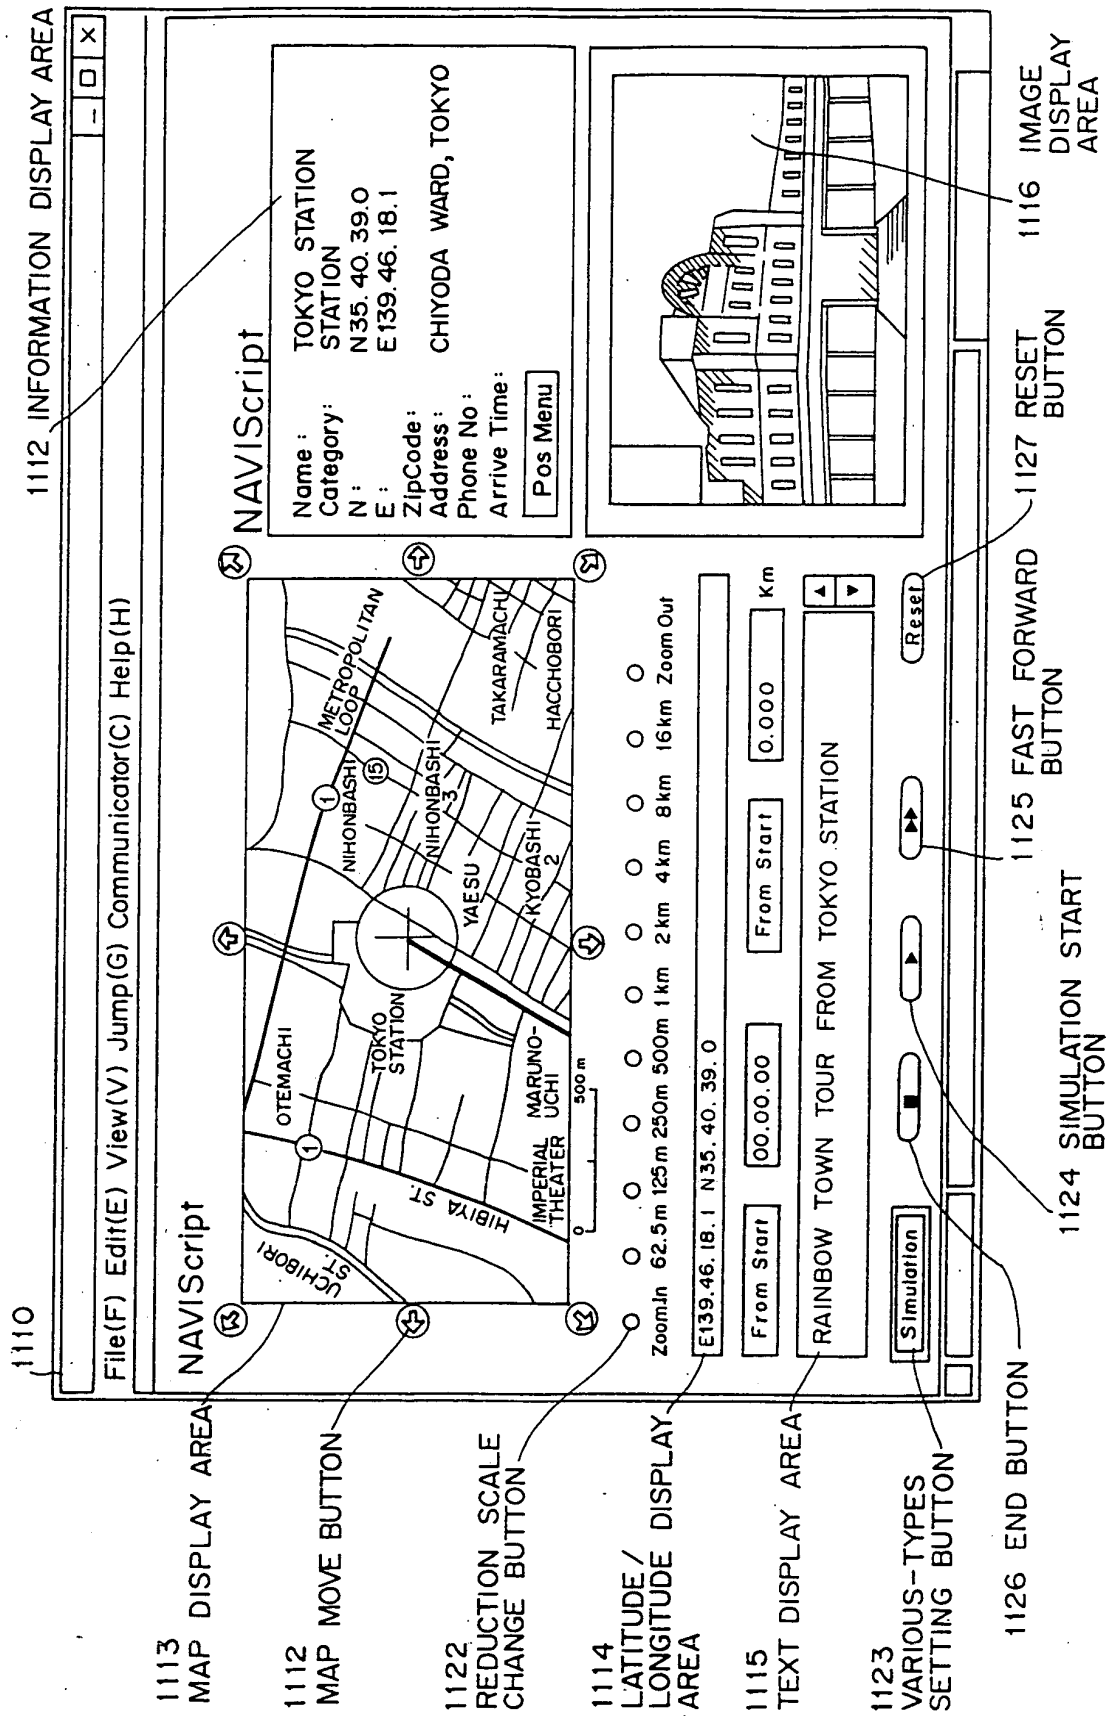 1110
1112 INFORMATION DISPLAY AREA
File(F) Edit(E) View(V) Jump(G) Communicator(C) Help(H)
NAVIScript
NAVIScript
1113
MAP DISPLAY AREA
1112
MAP MOVE BUTTON
1122
REDUCTION SCALE
CHANGE BUTTON
1114
LATITUDE/
LONGITUDE DISPLAY
AREA
1115
TEXT DISPLAY AREA
1123
VARIOUS-TYPES
SETTING BUTTON
UCHIBORI
ST.
OTEMACHI
1
1
HIBIYA ST.
TOKYO
STATION
IMPERIAL
THEATER
MARUNO-
UCHI
0
500 m
METROPOLITAN
LOOP
NIHONBASHI
15
NIHONBASHI
3
YAESU
KYOBASHI
2
TAKARAMACHI
HACCHOBORI
Name: TOKYO STATION
Category: STATION
N: N35.40.39.0
E: E139.46.18.1
ZipCode:
Address: CHIYODA WARD, TOKYO
Phone No:
Arrive Time:
Pos Menu
ZoomIn 62.5m 125m 250m 500m 1km 2km 4km 8km 16km Zoom Out
E139.46.18.1 N35.40.39.0
From Start 00.00.00 From Start 0.000 Km
RAINBOW TOWN TOUR FROM TOKYO STATION
Simulation
Reset
1126 END BUTTON
1124 SIMULATION START
BUTTON
1125 FAST FORWARD
BUTTON
1127 RESET
BUTTON
1116 IMAGE
DISPLAY
AREA